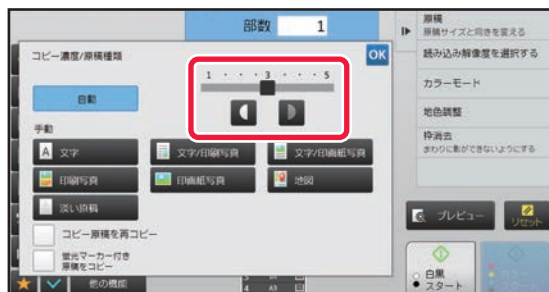 部数 1
原稿
原稿サイズと向きを変える
読み込み解像度を選択する
カラーモード
地色調整
枠消去
まわりに影ができないようにする
プレビュー
リセット
白黒
スタート
コピー濃度/原稿種類
OK
自動
1 · · · 3 · · · 5
手動
A 文字
文字/印刷写真
文字/印画紙写真
印刷写真
印画紙写真
地図
淡い原稿
コピー原稿を再コピー
蛍光マーカー付き
原稿をコピー
他の機能
4 A3